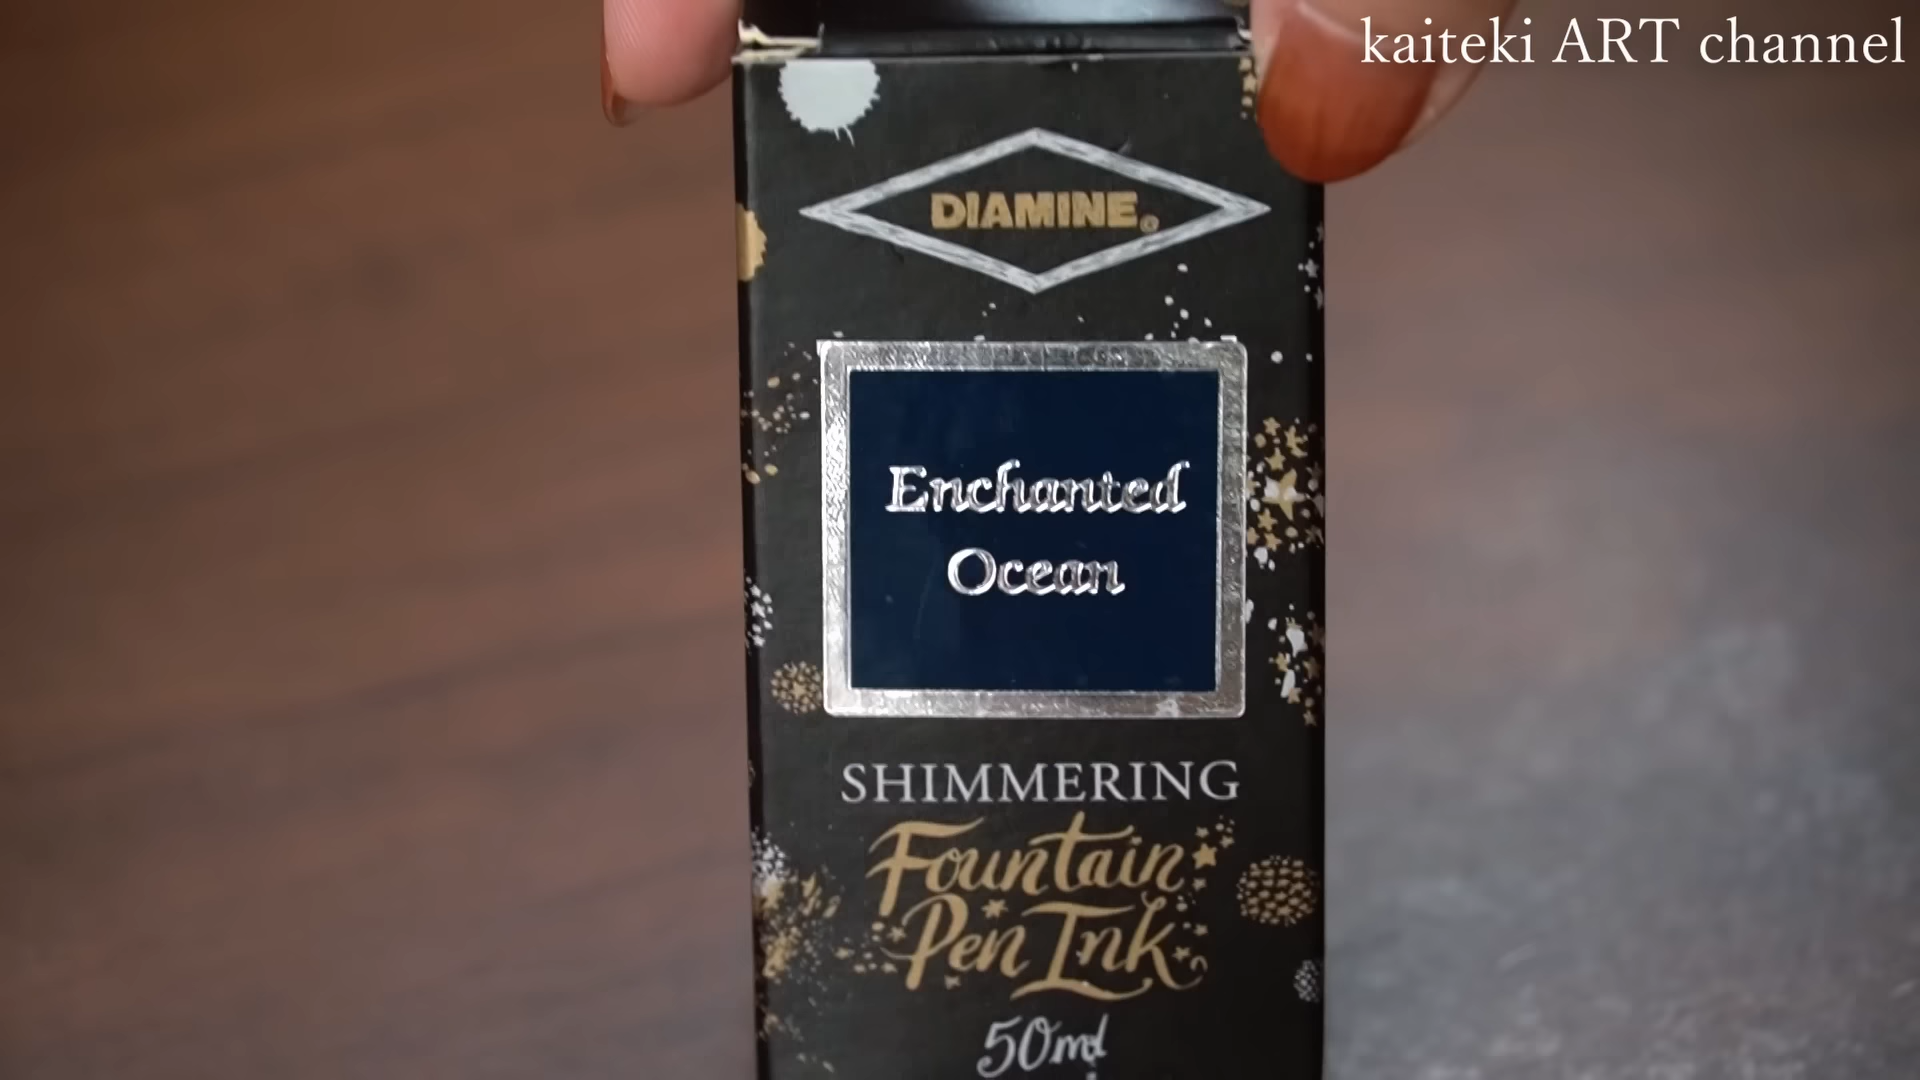 kaiteki ART channel
DIAMINE
Enchanted
Ocean
SHIMMERING
Fountain
Pen Ink
50ml